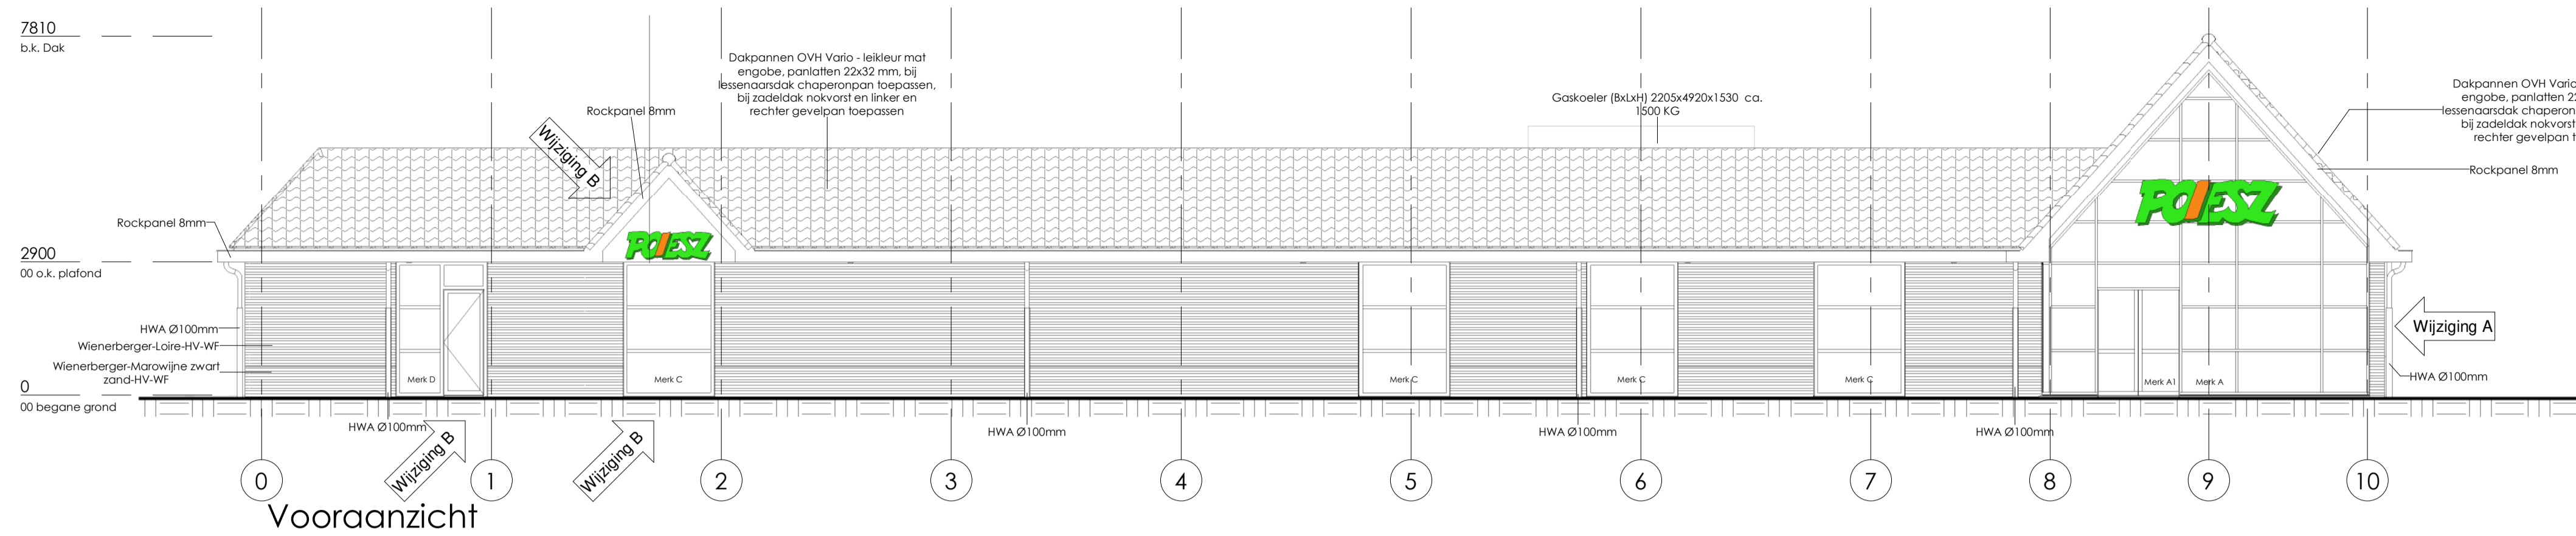 7810
b.k. Dak
2900
00 o.k. plafond
0
00 begane grond
Rockpanel 8mm
HWA Ø100mm
Wienerberger-Loire-HV-WF
Wienerberger-Marowijne zwart
zand-HV-WF
Wijziging B
Rockpanel 8mm
Dakpannen OVH Vario - leikleur mat
engobe, panlatten 22x32 mm, bij
lessenaarsdak chaperonpan toepassen,
bij zadeldak nokvorst en linker en
rechter gevelpan toepassen
Gaskoeler (BxLxH) 2205x4920x1530 ca.
1500 KG
Dakpannen OVH Vario
engobe, panlatten 22
lessenaarsdak chaperon
bij zadeldak nokvorst
rechter gevelpan t
Rockpanel 8mm
POIESZ
POIESZ
Wijziging A
HWA Ø100mm
Merk D
Merk C
Merk C
Merk C
Merk C
Merk A1
Merk A
HWA Ø100mm
HWA Ø100mm
HWA Ø100mm
HWA Ø100mm
Wijziging B
Wijziging B
0
1
2
3
4
5
6
7
8
9
10
Vooraanzicht